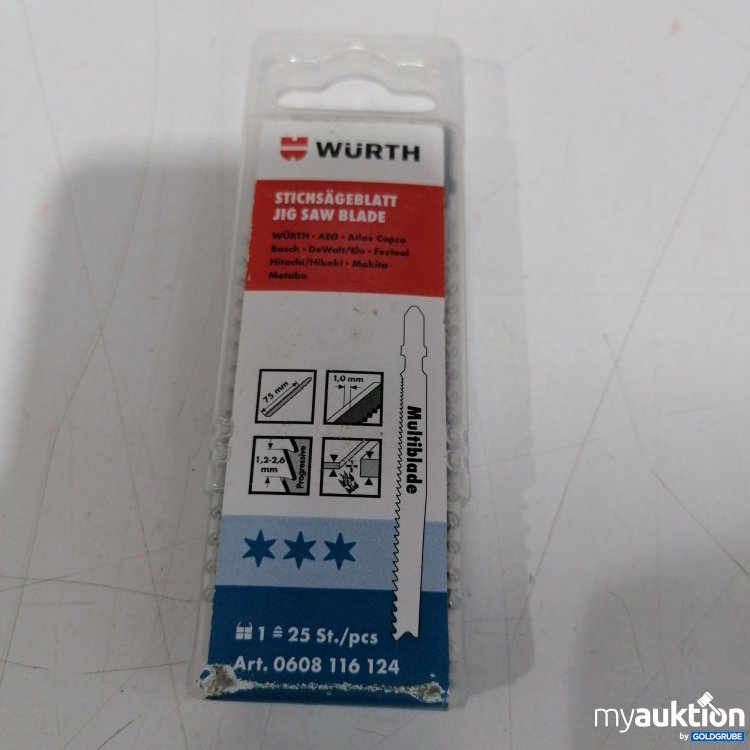 WÜRTH
STICHSÄGEBLATT
JIG SAW BLADE
WÜRTH · AEG · Atlas Copco
Bosch · DeWalt/Elu · Festool
Hitachi/Hikoki · Makita
Metabo
75 mm
1,0 mm
1,2-2,6
mm
Progressive
Multiblade
1 ≙ 25 St./pcs
Art. 0608 116 124
myauktion
by GOLDGRUBE